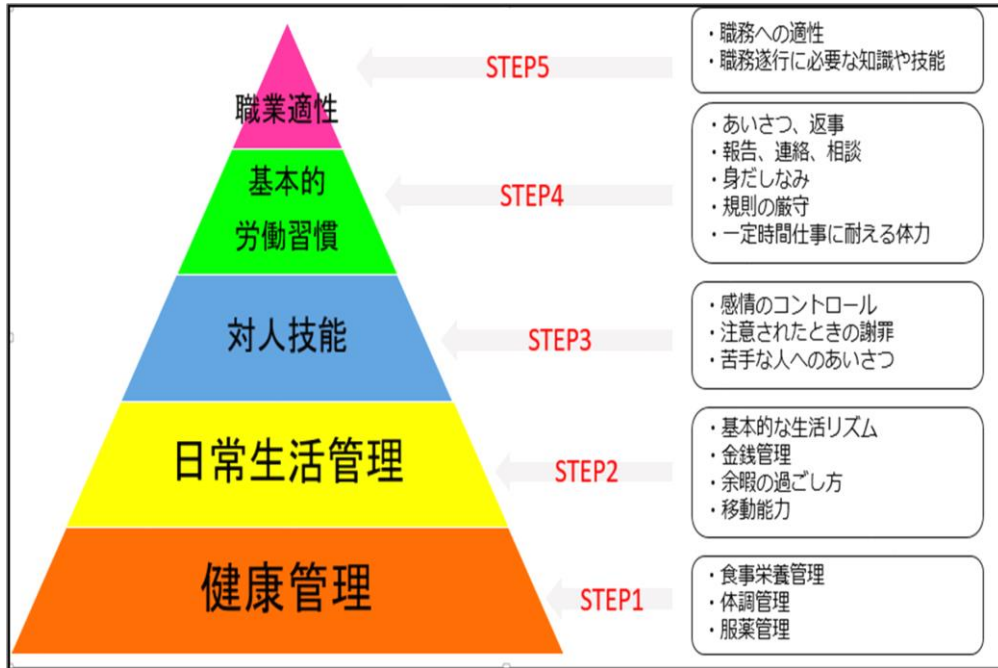 職業適性
STEP5
・職務への適性
・職務遂行に必要な知識や技能
基本的
労働習慣
STEP4
・あいさつ、返事
・報告、連絡、相談
・身だしなみ
・規則の厳守
・一定時間仕事に耐える体力
対人技能
STEP3
・感情のコントロール
・注意されたときの謝罪
・苦手な人へのあいさつ
日常生活管理
STEP2
・基本的な生活リズム
・金銭管理
・余暇の過ごし方
・移動能力
健康管理
STEP1
・食事栄養管理
・体調管理
・服薬管理